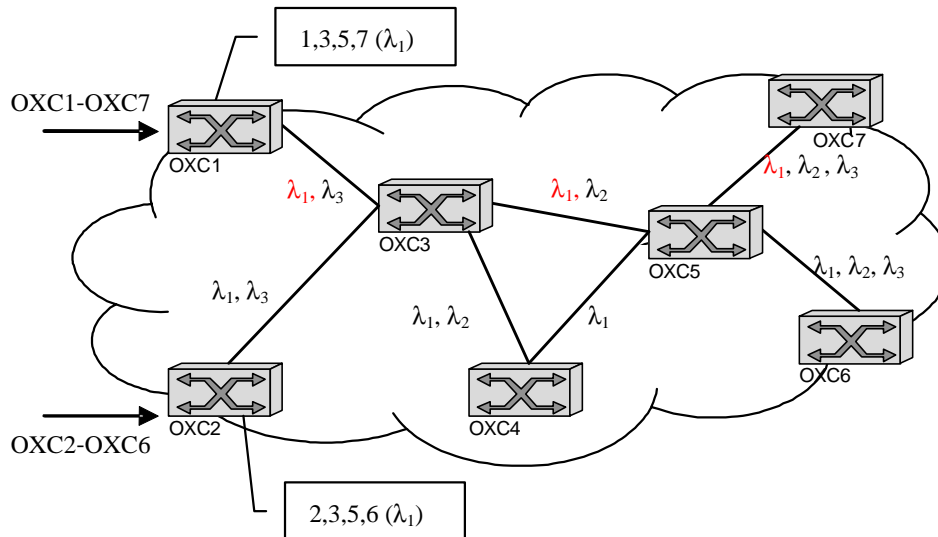 1,3,5,7 (λ₁)
OXC1-OXC7
OXC1
OXC7
λ₁, λ₃
λ₁, λ₂
λ₁, λ₂ , λ₃
OXC3
OXC5
λ₁, λ₃
λ₁, λ₂
λ₁
λ₁, λ₂, λ₃
OXC2
OXC4
OXC6
OXC2-OXC6
2,3,5,6 (λ₁)